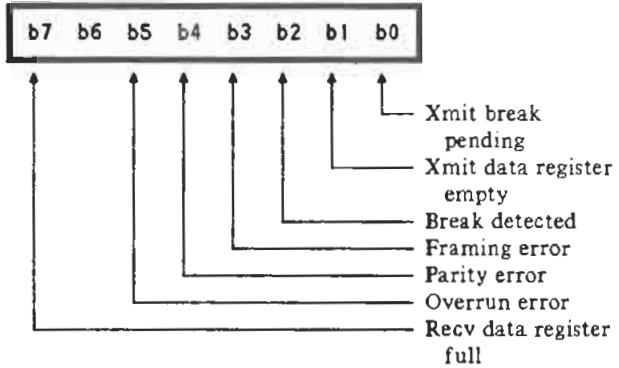 b7 b6 b5 b4 b3 b2 b1 b0
Xmit break
pending
Xmit data register
empty
Break detected
Framing error
Parity error
Overrun error
Recv data register
full